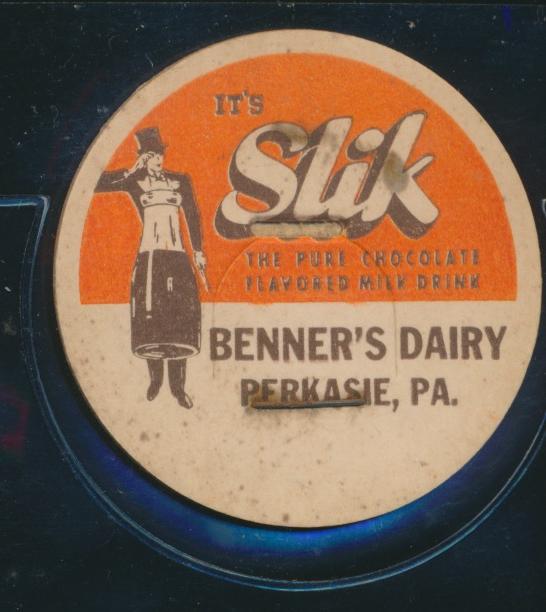 IT'S
Slik
THE PURE CHOCOLATE
FLAVORED MILK DRINK
BENNER'S DAIRY
PERKASIE, PA.